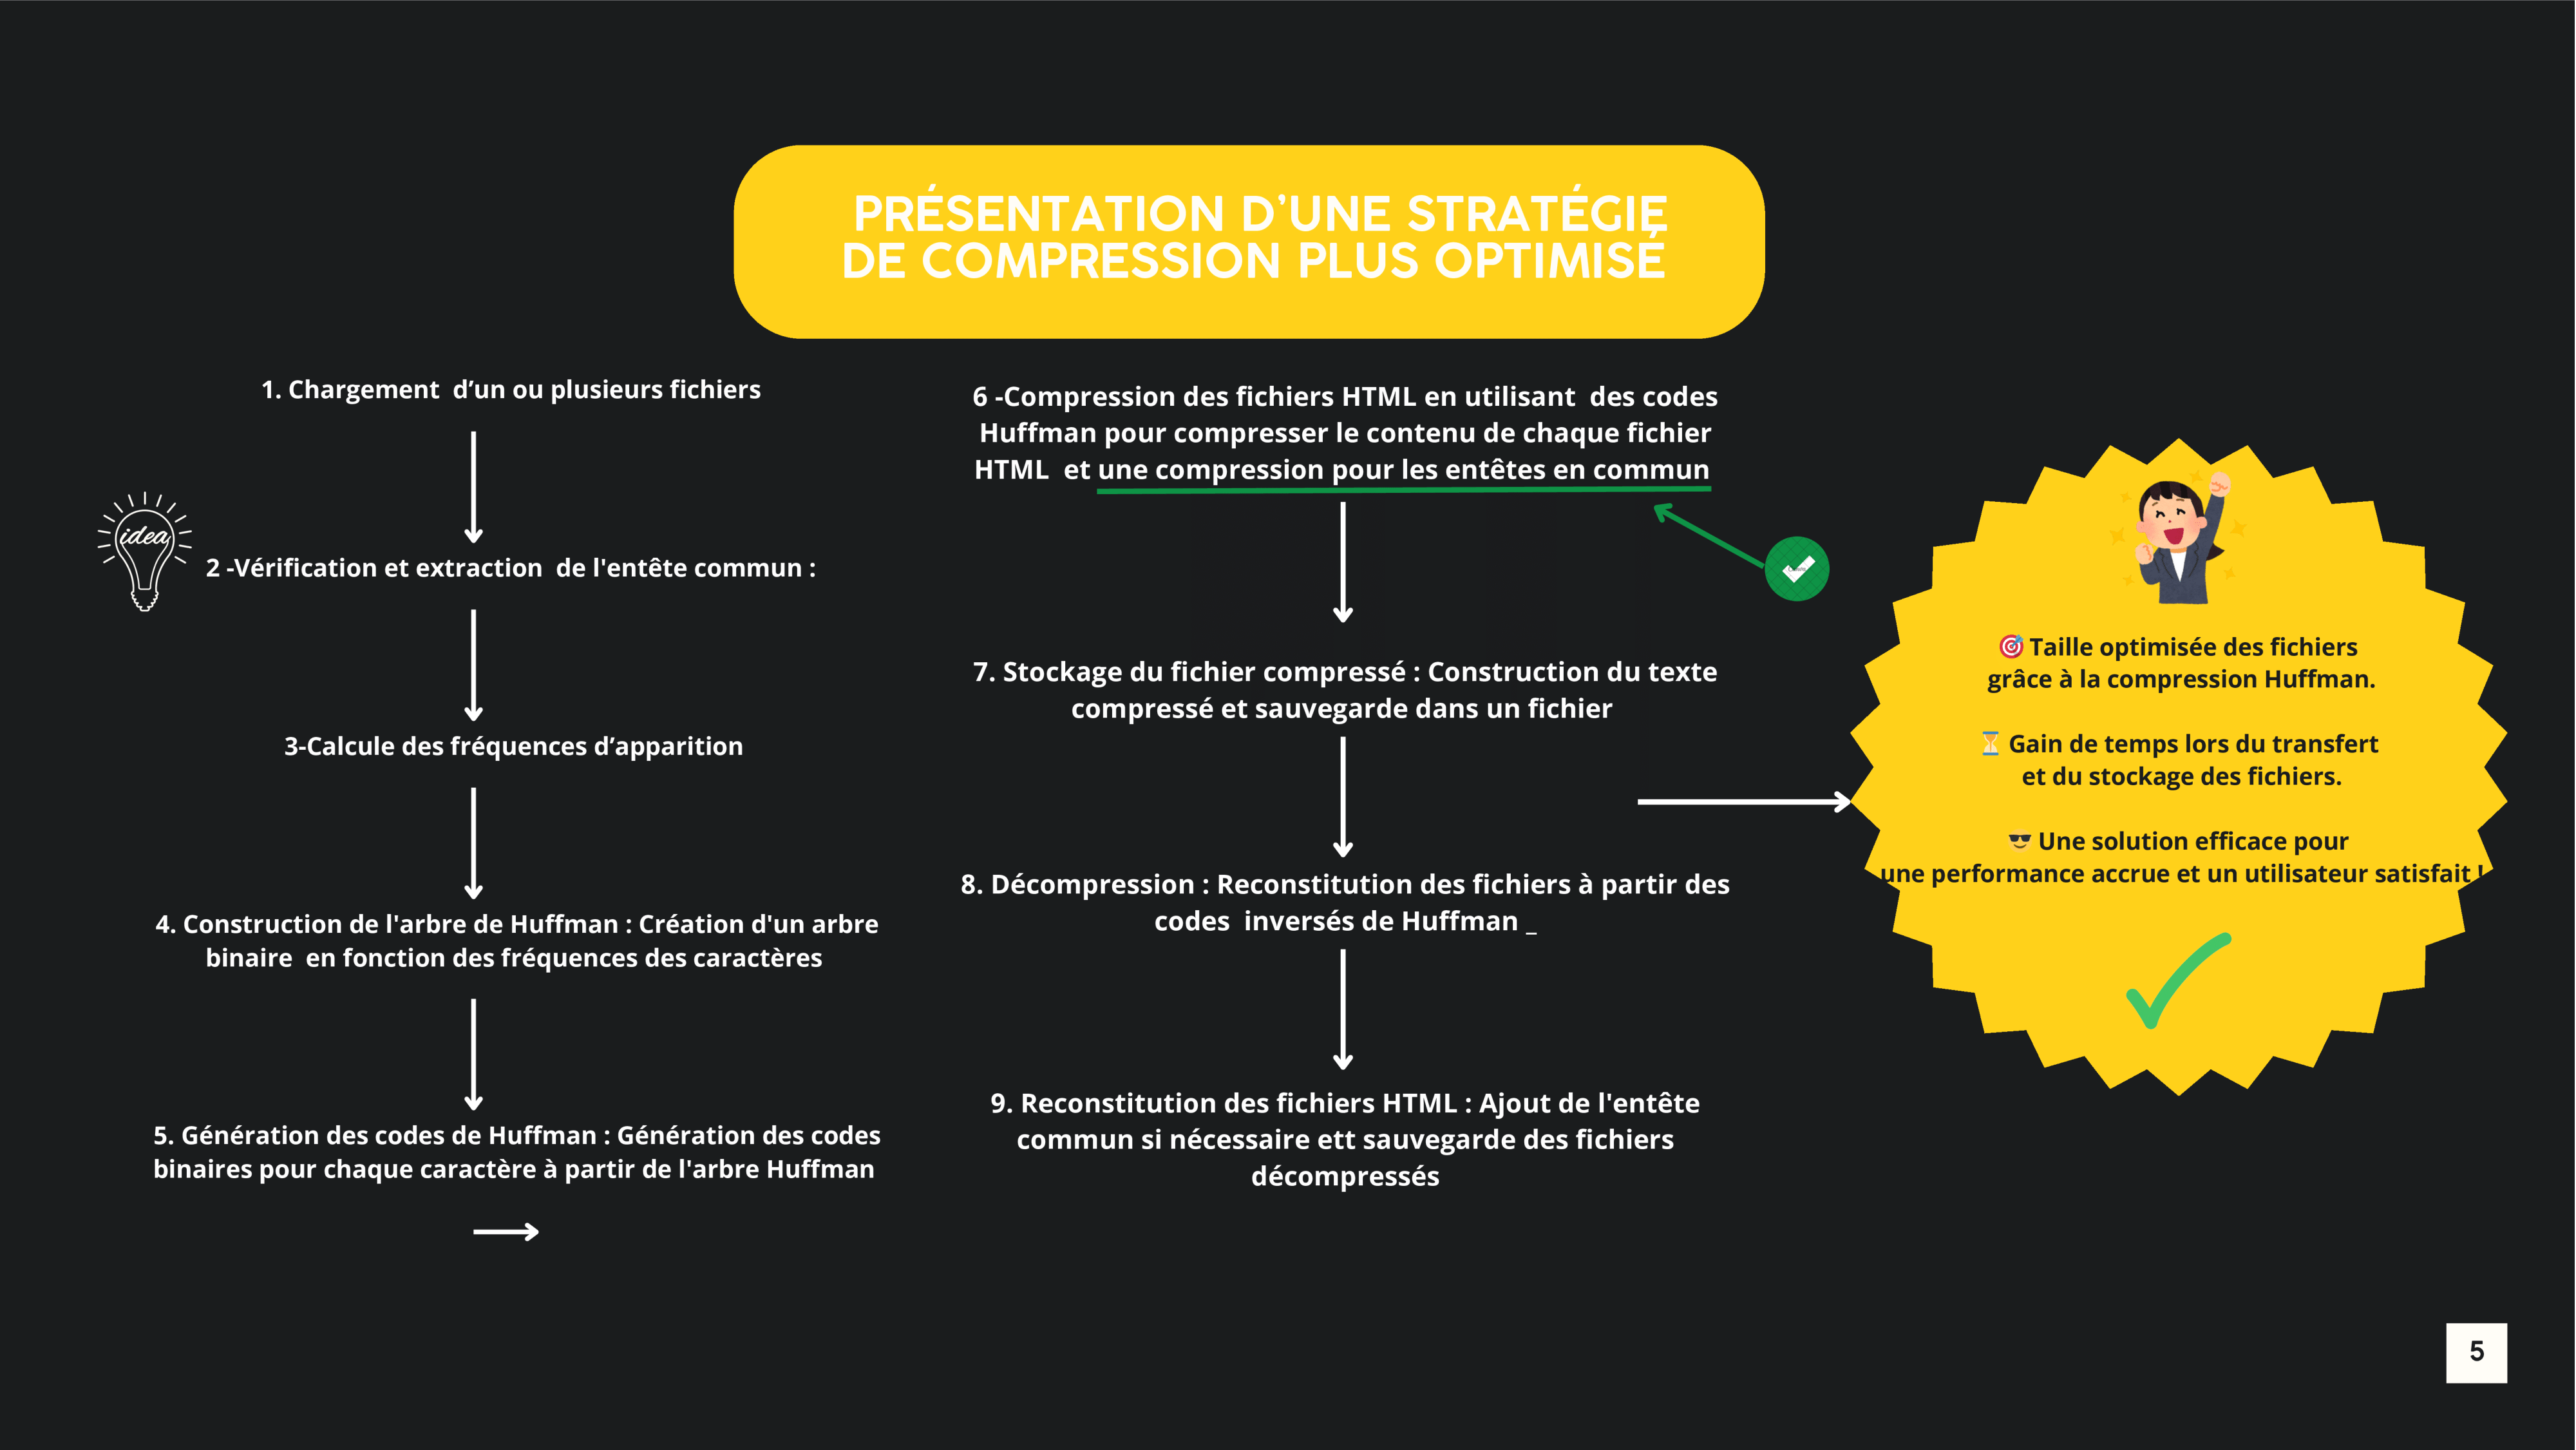 PRÉSENTATION D'UNE STRATÉGIE
DE COMPRESSION PLUS OPTIMISÉ
1. Chargement d’un ou plusieurs fichiers
idea
2 -Vérification et extraction de l'entête commun :
3-Calcule des fréquences d’apparition
4. Construction de l'arbre de Huffman : Création d'un arbre
binaire en fonction des fréquences des caractères
5. Génération des codes de Huffman : Génération des codes
binaires pour chaque caractère à partir de l'arbre Huffman
6 -Compression des fichiers HTML en utilisant des codes
Huffman pour compresser le contenu de chaque fichier
HTML et une compression pour les entêtes en commun
7. Stockage du fichier compressé : Construction du texte
compressé et sauvegarde dans un fichier
8. Décompression : Reconstitution des fichiers à partir des
codes inversés de Huffman _
9. Reconstitution des fichiers HTML : Ajout de l'entête
commun si nécessaire ett sauvegarde des fichiers
décompressés
🎯 Taille optimisée des fichiers
grâce à la compression Huffman.
⏳ Gain de temps lors du transfert
et du stockage des fichiers.
😎 Une solution efficace pour
une performance accrue et un utilisateur satisfait !
5